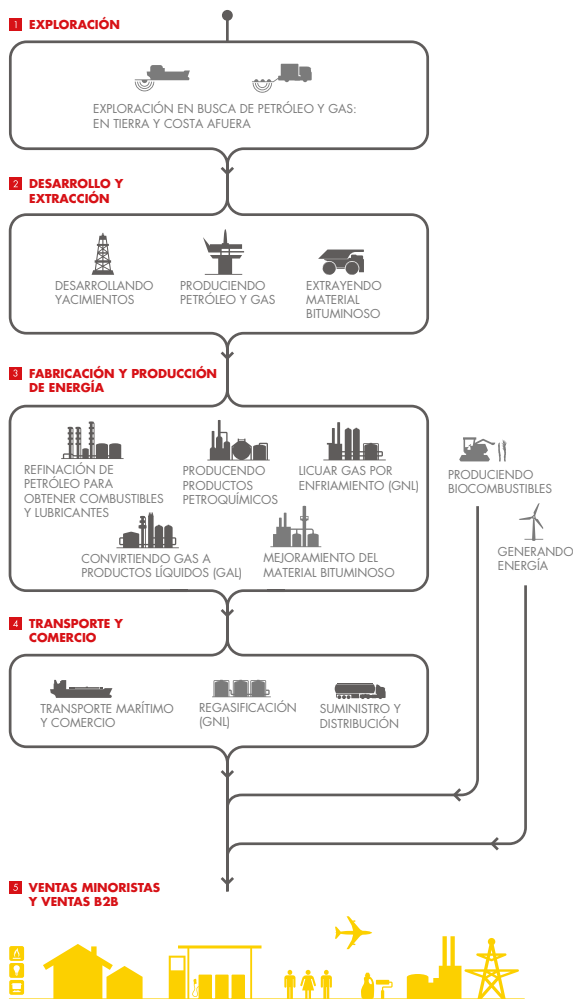 1 EXPLORACIÓN
EXPLORACIÓN EN BUSCA DE PETRÓLEO Y GAS:
EN TIERRA Y COSTA AFUERA
2 DESARROLLO Y
EXTRACCIÓN
DESARROLLANDO
YACIMIENTOS
PRODUCIENDO
PETRÓLEO Y GAS
EXTRAYENDO
MATERIAL
BITUMINOSO
3 FABRICACIÓN Y PRODUCCIÓN
DE ENERGÍA
REFINACIÓN DE
PETRÓLEO PARA
OBTENER COMBUSTIBLES
Y LUBRICANTES
PRODUCENDO
PRODUCTOS
PETROQUÍMICOS
LICUAR GAS POR
ENFRIAMIENTO (GNL)
CONVIRTIENDO GAS A
PRODUCTOS LÍQUIDOS (GAL)
MEJORAMIENTO DEL
MATERIAL BITUMINOSO
PRODUCIENDO
BIOCOMBUSTIBLES
GENERANDO
ENERGÍA
4 TRANSPORTE Y
COMERCIO
TRANSPORTE MARÍTIMO
Y COMERCIO
REGASIFICACIÓN
(GNL)
SUMINISTRO Y
DISTRIBUCIÓN
5 VENTAS MINORISTAS
Y VENTAS B2B